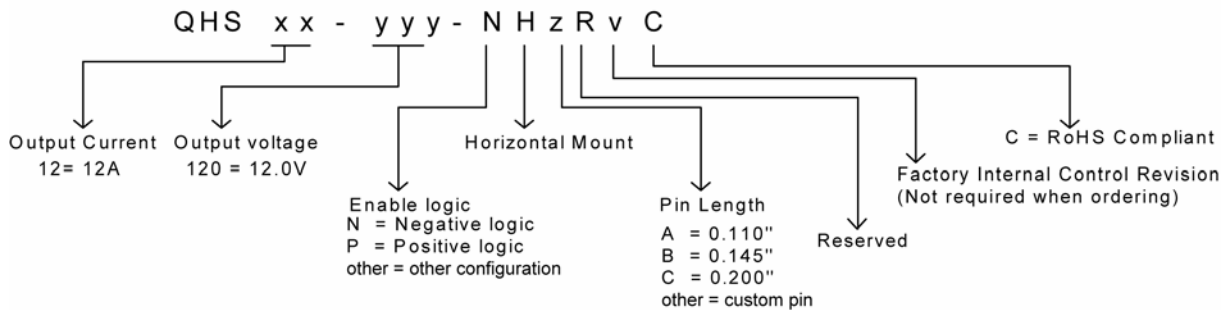 QHS xx - yyy - N H z R v C
Output Current
12= 12A
Output voltage
120 = 12.0V
Enable logic
N = Negative logic
P = Positive logic
other = other configuration
Horizontal Mount
Pin Length
A = 0.110"
B = 0.145"
C = 0.200"
other = custom pin
Reserved
Factory Internal Control Revision
(Not required when ordering)
C = RoHS Compliant